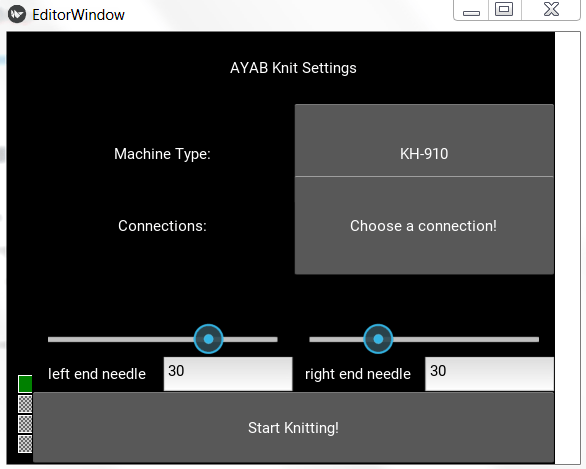 EditorWindow
AYAB Knit Settings
Machine Type: KH-910
Connections: Choose a connection!
left end needle 30 right end needle 30
Start Knitting!